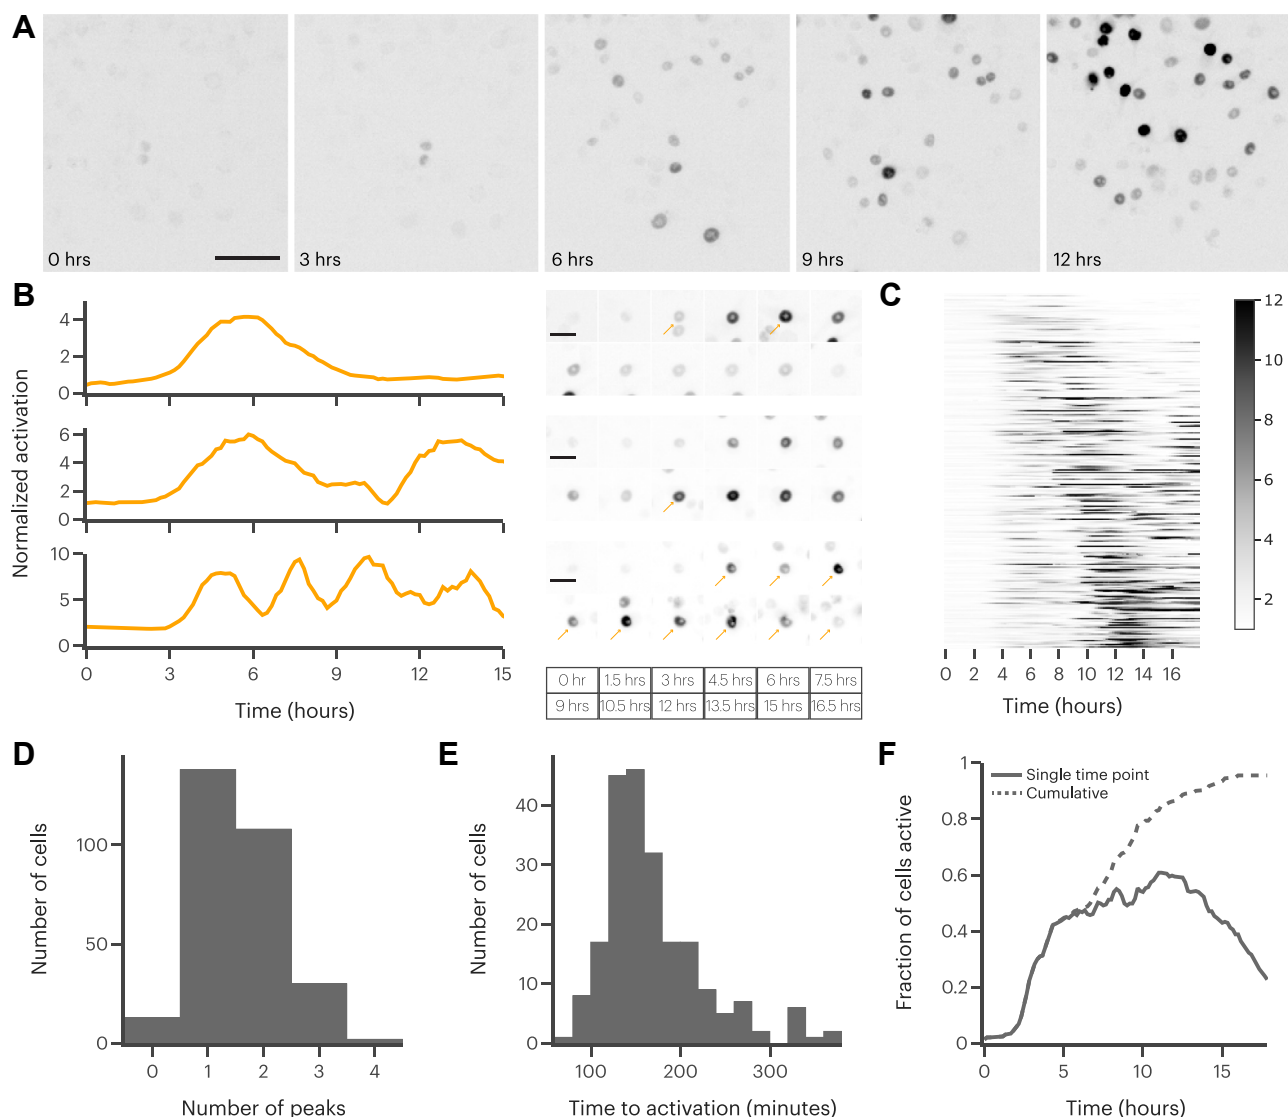 A
0 hrs
3 hrs
6 hrs
9 hrs
12 hrs
B
Normalized activation
4
2
0
0
3
6
9
12
15
6
4
2
0
10
5
0
0
3
6
9
12
15
Time (hours)
0 hr 1.5 hrs 3 hrs 4.5 hrs 6 hrs 7.5 hrs
9 hrs 10.5 hrs 12 hrs 13.5 hrs 15 hrs 16.5 hrs
C
12
10
8
6
4
2
0 2 4 6 8 10 12 14 16
Time (hours)
D
Number of cells
100
50
0
0 1 2 3 4
Number of peaks
E
Number of cells
40
30
20
10
0
100 200 300
Time to activation (minutes)
F
Fraction of cells active
1
0.8
0.6
0.4
0.2
0
Single time point
Cumulative
0 5 10 15
Time (hours)